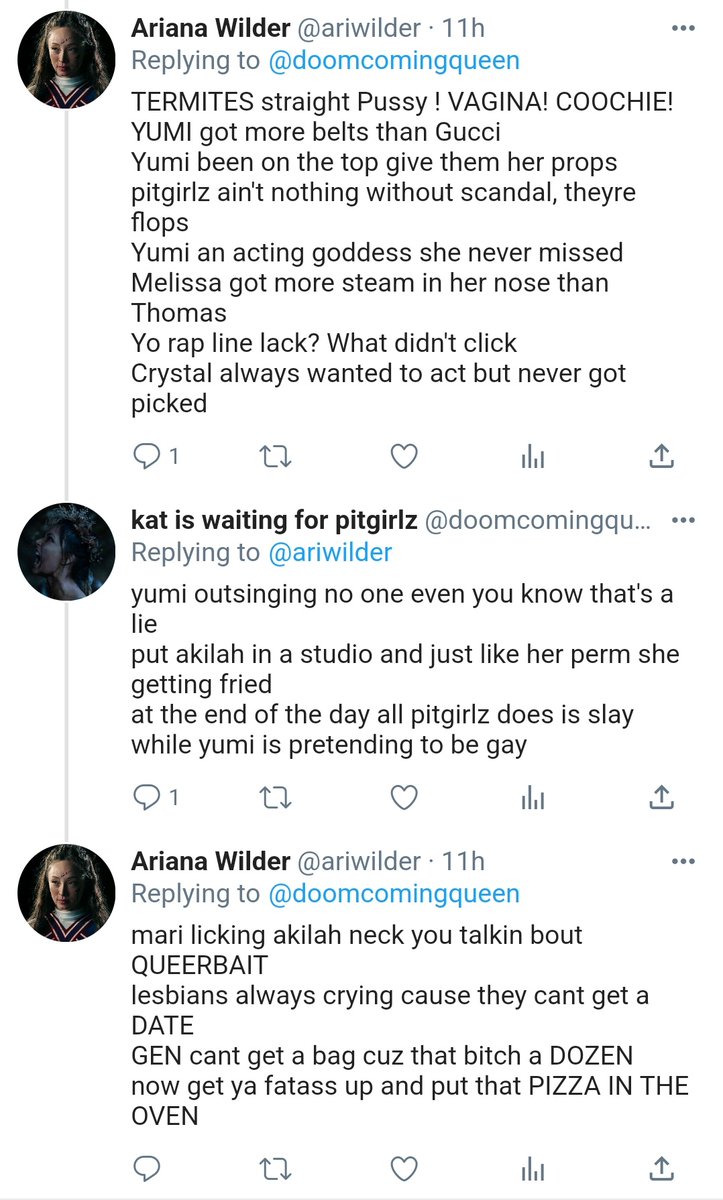 Ariana Wilder @ariwilder · 11h
Replying to @doomcomingqueen
TERMITES straight Pussy ! VAGINA! COOCHIE!
YUMI got more belts than Gucci
Yumi been on the top give them her props
pitgirlz ain't nothing without scandal, theyre
flops
Yumi an acting goddess she never missed
Melissa got more steam in her nose than
Thomas
Yo rap line lack? What didn't click
Crystal always wanted to act but never got
picked
1
kat is waiting for pitgirlz @doomcomingqu...
Replying to @ariwilder
yumi outsinging no one even you know that's a
lie
put akilah in a studio and just like her perm she
getting fried
at the end of the day all pitgirlz does is slay
while yumi is pretending to be gay
1
Ariana Wilder @ariwilder · 11h
Replying to @doomcomingqueen
mari licking akilah neck you talkin bout
QUEERBAIT
lesbians always crying cause they cant get a
DATE
GEN cant get a bag cuz that bitch a DOZEN
now get ya fatass up and put that PIZZA IN THE
OVEN